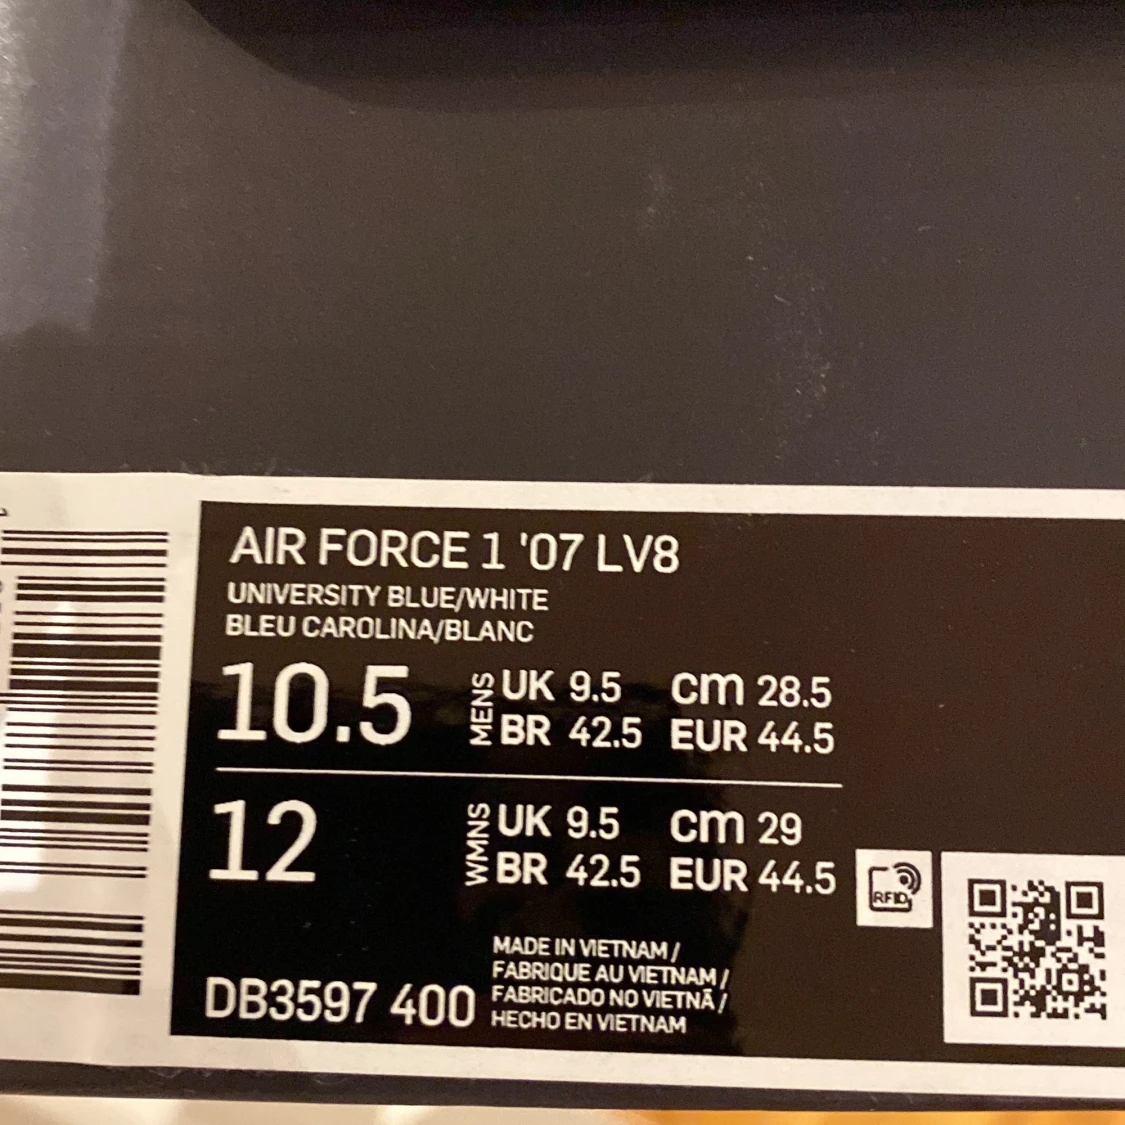 AIR FORCE 1 '07 LV8
UNIVERSITY BLUE/WHITE
BLEU CAROLINA/BLANC
10.5 MENS UK 9.5 CM 28.5
BR 42.5 EUR 44.5
12 WMNS UK 9.5 CM 29
BR 42.5 EUR 44.5
RFID
MADE IN VIETNAM /
FABRIQUE AU VIETNAM /
FABRICADO NO VIETNÃ /
HECHO EN VIETNAM
DB3597 400